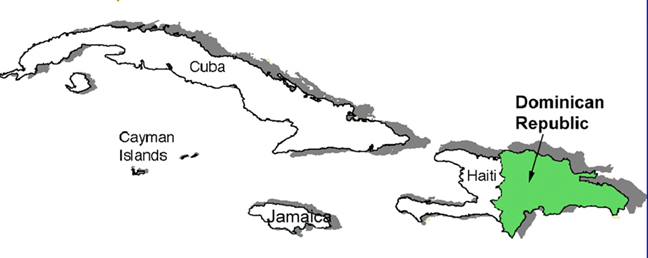 Cuba
Dominican
Republic
Cayman
Islands
Haiti
Jamaica